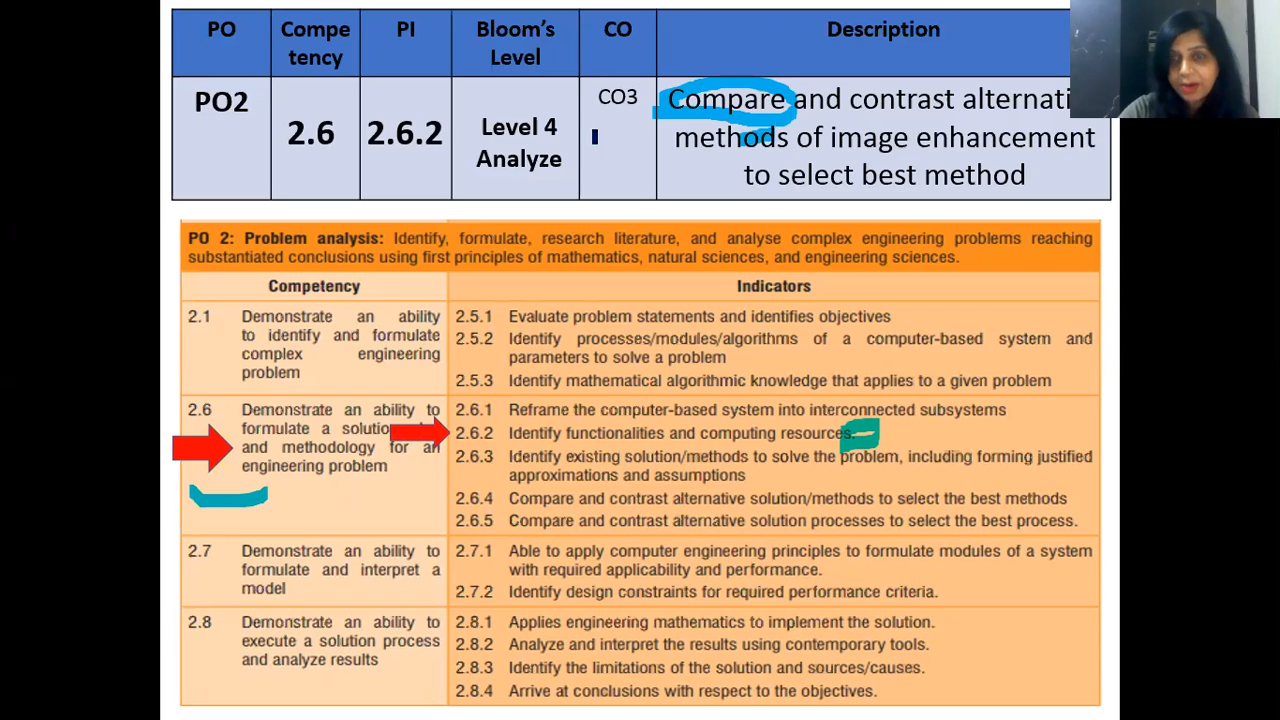 PO
Compe
tency
PI
Bloom's
Level
CO
Description
PO2
2.6
2.6.2
Level 4
Analyze
CO3
Compare and contrast
methods of image enhancement
to select best method
PO 2: Problem analysis: Identify, formulate, research literature, and analyse complex engineering problems reaching
substantiated conclusions using first principles of mathematics, natural sciences, and engineering sciences.
Competency
Indicators
2.1 Demonstrate an ability
to identify and formulate
complex engineering
problem
2.5.1 Evaluate problem statements and identifies objectives
2.5.2 Identify processes/modules/algorithms of a computer-based system and
parameters to solve a problem
2.5.3 Identify mathematical algorithmic knowledge that applies to a given problem
2.6 Demonstrate an ability to
formulate a solution
and methodology for an
engineering problem
2.6.1 Reframe the computer-based system into interconnected subsystems
2.6.2 Identify functionalities and computing resources.
2.6.3 Identify existing solution/methods to solve the problem, including forming justified
approximations and assumptions
2.6.4 Compare and contrast alternative solution/methods to select the best methods
2.6.5 Compare and contrast alternative solution processes to select the best process.
2.7 Demonstrate an ability to
formulate and interpret a
model
2.7.1 Able to apply computer engineering principles to formulate modules of a system
with required applicability and performance.
2.7.2 Identify design constraints for required performance criteria.
2.8 Demonstrate an ability to
execute a solution process
and analyze results
2.8.1 Applies engineering mathematics to implement the solution.
2.8.2 Analyze and interpret the results using contemporary tools.
2.8.3 Identify the limitations of the solution and sources/causes.
2.8.4 Arrive at conclusions with respect to the objectives.